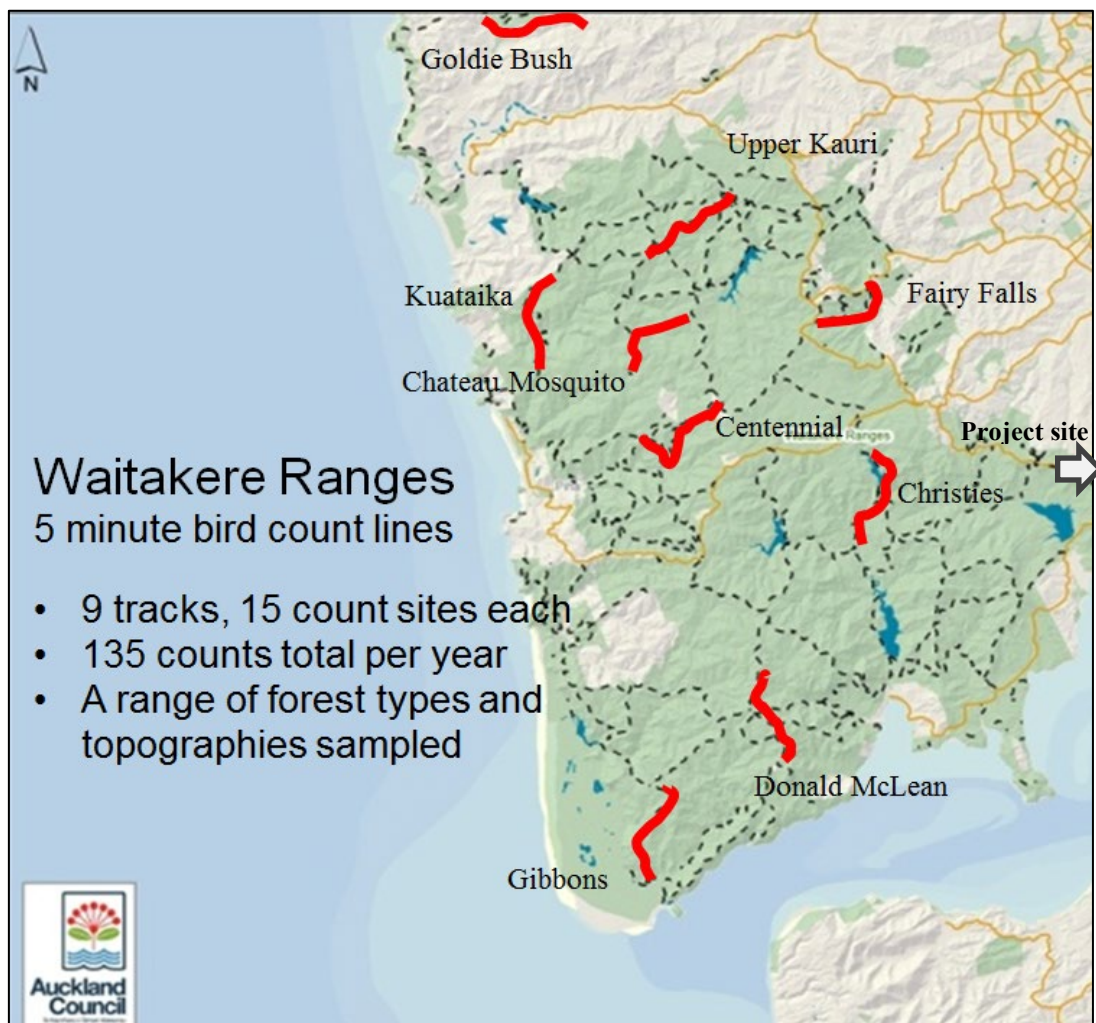 N
Goldie Bush
Upper Kauri
Kuataika
Fairy Falls
Chateau Mosquito
Centennial
Ranges
Project site
Christies
Waitakere Ranges
5 minute bird count lines
• 9 tracks, 15 count sites each
• 135 counts total per year
• A range of forest types and
topographies sampled
Donald McLean
Gibbons
Auckland
Council